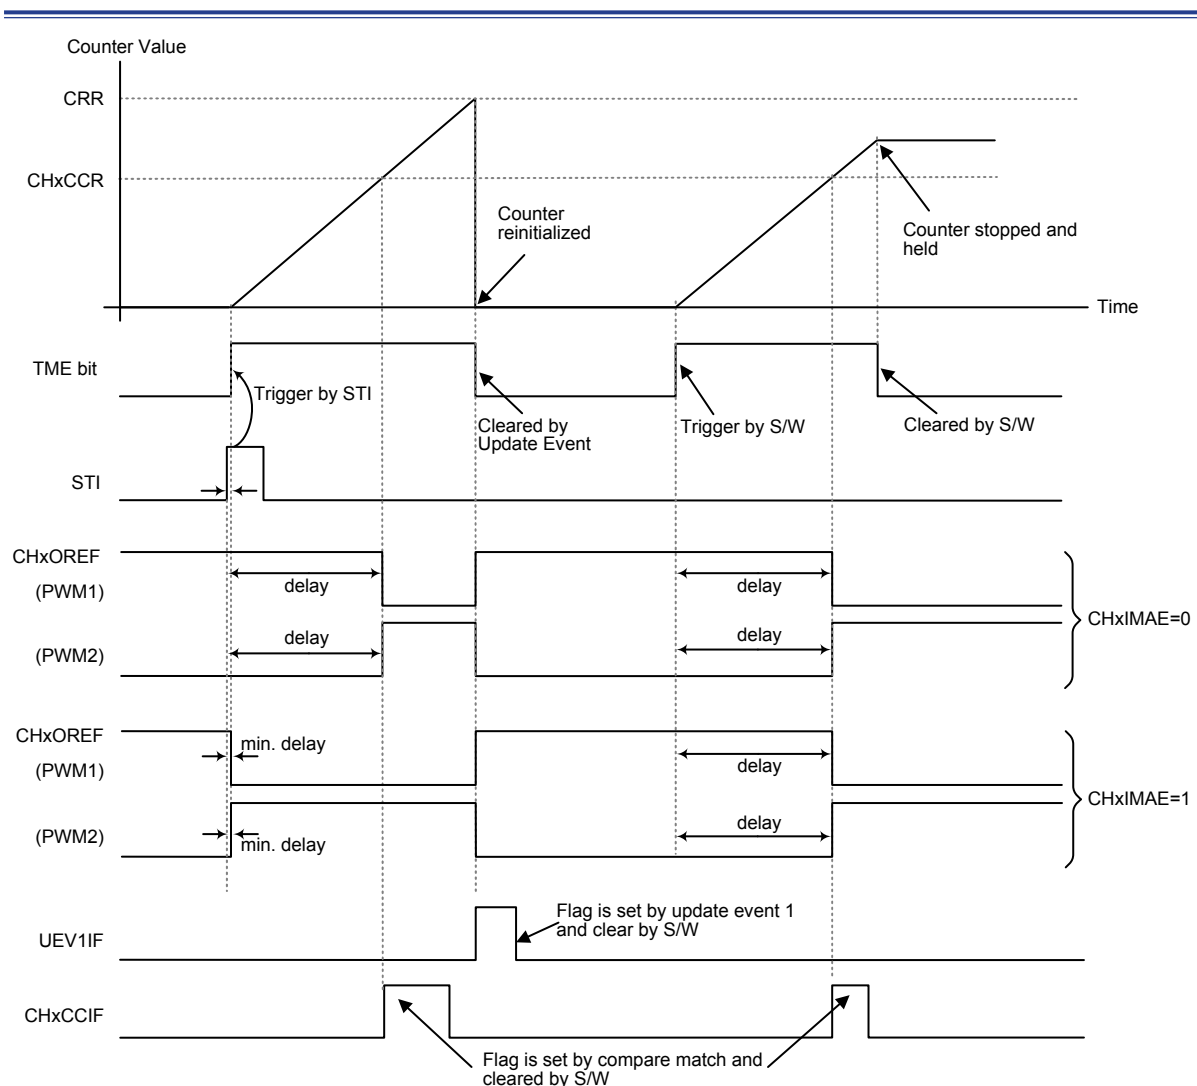 Counter Value
CRR
CHxCCR
Counter
reinitialized
Counter stopped and
held
Time
TME bit
Trigger by STI
Cleared by
Update Event
Trigger by S/W
Cleared by S/W
STI
CHxOREF
(PWM1)
delay
delay
(PWM2)
delay
delay
CHxIMAE=0
CHxOREF
(PWM1)
min. delay
delay
(PWM2)
min. delay
delay
CHxIMAE=1
UEV1IF
Flag is set by update event 1
and clear by S/W
CHxCCIF
Flag is set by compare match and
cleared by S/W